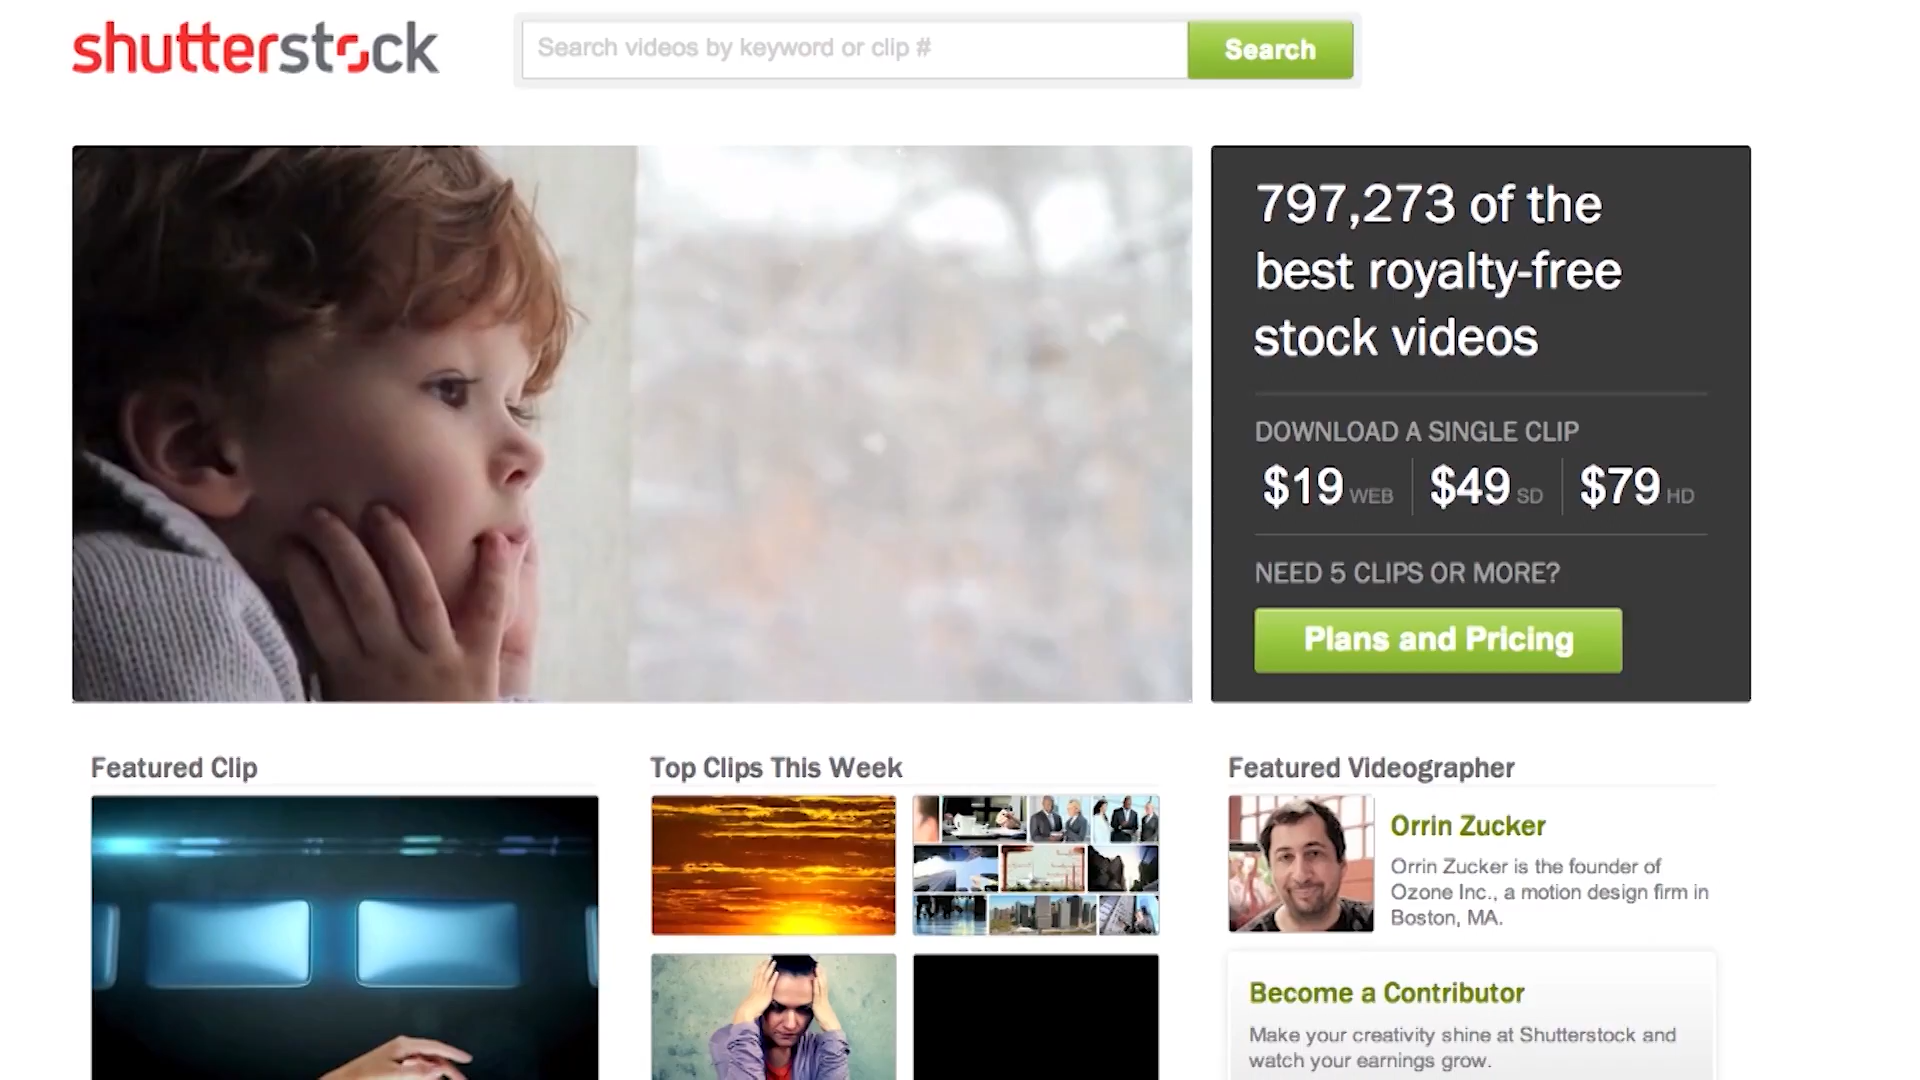 shutterstock
Search videos by keyword or clip #
Search
797,273 of the
best royalty-free
stock videos
DOWNLOAD A SINGLE CLIP
$19 WEB
$49 SD
$79 HD
NEED 5 CLIPS OR MORE?
Plans and Pricing
Featured Clip
Top Clips This Week
Featured Videographer
Orrin Zucker
Orrin Zucker is the founder of
Ozone Inc., a motion design firm in
Boston, MA.
Become a Contributor
Make your creativity shine at Shutterstock and
watch your earnings grow.